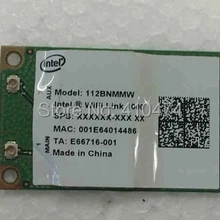 intel
AUX
MAIN
Model: 112BNMMW
Intel ® WiFi Link 1000
SPS: XXXXXX-XXX XX
MAC: 001E64014486
TA: E66716-001
Made in China